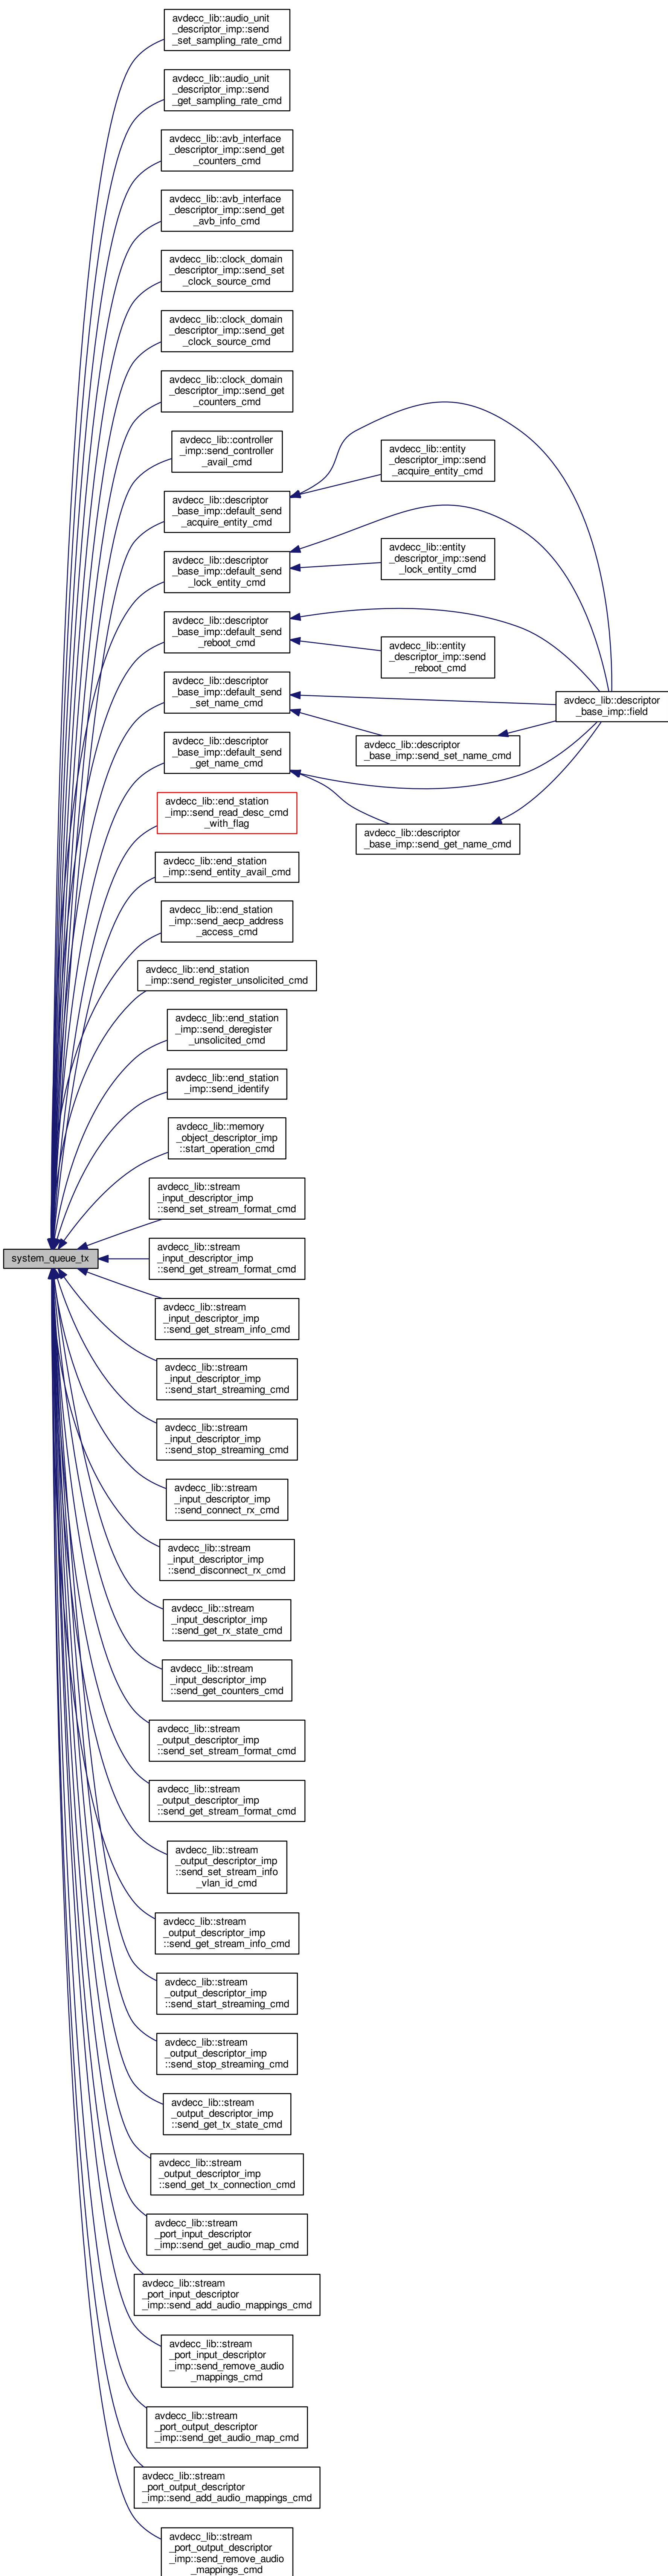 avdecc_lib::audio_unit
_descriptor_imp::send
_set_sampling_rate_cmd
avdecc_lib::audio_unit
_descriptor_imp::send
_get_sampling_rate_cmd
avdecc_lib::avb_interface
_descriptor_imp::send_get
_counters_cmd
avdecc_lib::avb_interface
_descriptor_imp::send_get
_avb_info_cmd
avdecc_lib::clock_domain
_descriptor_imp::send_set
_clock_source_cmd
avdecc_lib::clock_domain
_descriptor_imp::send_get
_clock_source_cmd
avdecc_lib::clock_domain
_descriptor_imp::send_get
_counters_cmd
avdecc_lib::controller
_imp::send_controller
_avail_cmd
avdecc_lib::descriptor
_base_imp::default_send
_acquire_entity_cmd
avdecc_lib::entity
_descriptor_imp::send
_acquire_entity_cmd
avdecc_lib::descriptor
_base_imp::default_send
_lock_entity_cmd
avdecc_lib::entity
_descriptor_imp::send
_lock_entity_cmd
avdecc_lib::descriptor
_base_imp::default_send
_reboot_cmd
avdecc_lib::entity
_descriptor_imp::send
_reboot_cmd
avdecc_lib::descriptor
_base_imp::field
avdecc_lib::descriptor
_base_imp::default_send
_set_name_cmd
avdecc_lib::descriptor
_base_imp::send_set_name_cmd
avdecc_lib::descriptor
_base_imp::default_send
_get_name_cmd
avdecc_lib::descriptor
_base_imp::send_get_name_cmd
avdecc_lib::end_station
_imp::send_read_desc_cmd
_with_flag
avdecc_lib::end_station
_imp::send_entity_avail_cmd
avdecc_lib::end_station
_imp::send_aecp_address
_access_cmd
avdecc_lib::end_station
_imp::send_register_unsolicited_cmd
avdecc_lib::end_station
_imp::send_deregister
_unsolicited_cmd
avdecc_lib::end_station
_imp::send_identify
avdecc_lib::memory
_object_descriptor_imp
::start_operation_cmd
avdecc_lib::stream
_input_descriptor_imp
::send_set_stream_format_cmd
system_queue_tx
avdecc_lib::stream
_input_descriptor_imp
::send_get_stream_format_cmd
avdecc_lib::stream
_input_descriptor_imp
::send_get_stream_info_cmd
avdecc_lib::stream
_input_descriptor_imp
::send_start_streaming_cmd
avdecc_lib::stream
_input_descriptor_imp
::send_stop_streaming_cmd
avdecc_lib::stream
_input_descriptor_imp
::send_connect_rx_cmd
avdecc_lib::stream
_input_descriptor_imp
::send_disconnect_rx_cmd
avdecc_lib::stream
_input_descriptor_imp
::send_get_rx_state_cmd
avdecc_lib::stream
_input_descriptor_imp
::send_get_counters_cmd
avdecc_lib::stream
_output_descriptor_imp
::send_set_stream_format_cmd
avdecc_lib::stream
_output_descriptor_imp
::send_get_stream_format_cmd
avdecc_lib::stream
_output_descriptor_imp
::send_set_stream_info
_vlan_id_cmd
avdecc_lib::stream
_output_descriptor_imp
::send_get_stream_info_cmd
avdecc_lib::stream
_output_descriptor_imp
::send_start_streaming_cmd
avdecc_lib::stream
_output_descriptor_imp
::send_stop_streaming_cmd
avdecc_lib::stream
_output_descriptor_imp
::send_get_tx_state_cmd
avdecc_lib::stream
_output_descriptor_imp
::send_get_tx_connection_cmd
avdecc_lib::stream
_port_input_descriptor
_imp::send_get_audio_map_cmd
avdecc_lib::stream
_port_input_descriptor
_imp::send_add_audio_mappings_cmd
avdecc_lib::stream
_port_input_descriptor
_imp::send_remove_audio
_mappings_cmd
avdecc_lib::stream
_port_output_descriptor
_imp::send_get_audio_map_cmd
avdecc_lib::stream
_port_output_descriptor
_imp::send_add_audio_mappings_cmd
avdecc_lib::stream
_port_output_descriptor
_imp::send_remove_audio
_mappings_cmd